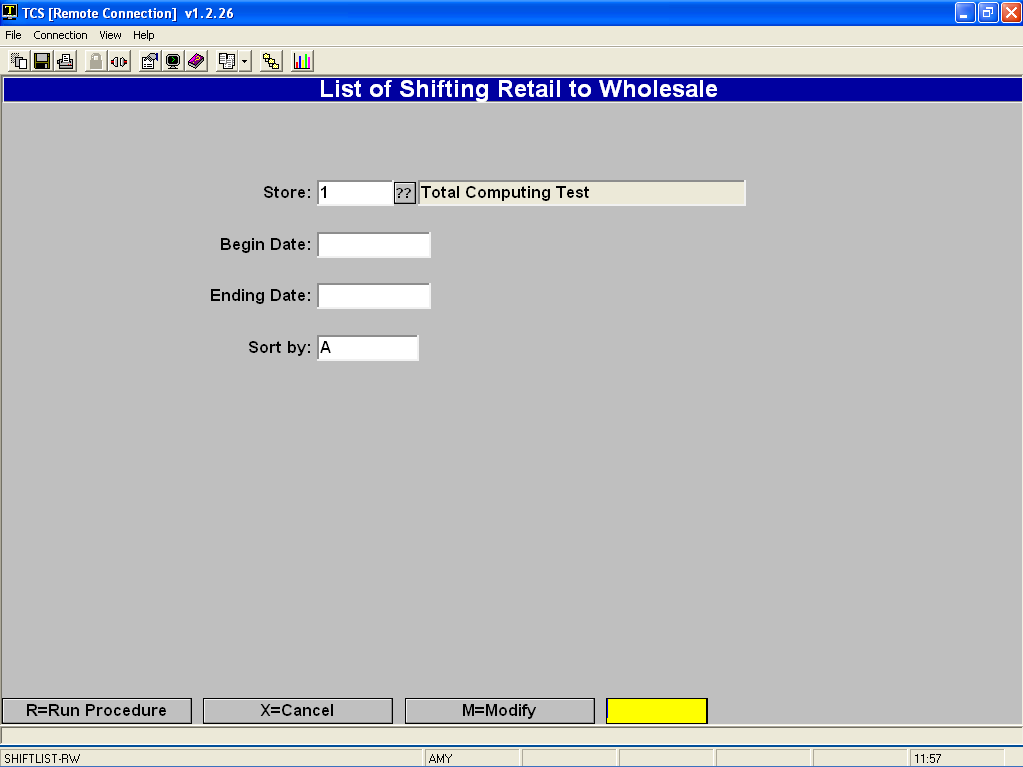 TCS [Remote Connection] v1.2.26
File Connection View Help
List of Shifting Retail to Wholesale
Store: 1 ?? Total Computing Test
Begin Date:
Ending Date:
Sort by: A
R=Run Procedure X=Cancel M=Modify
SHIFTLIST-RW AMY 11:57